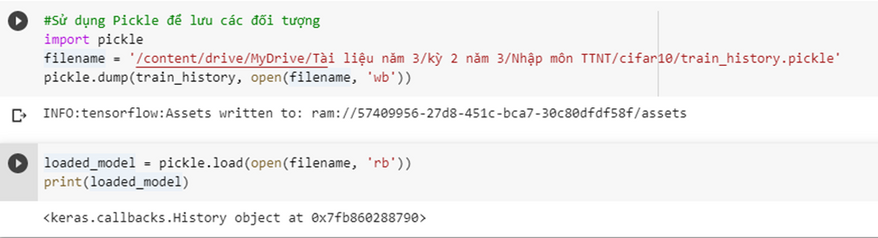 #Sử dụng Pickle để lưu các đối tượng
import pickle
filename = '/content/drive/MyDrive/Tài liệu năm 3/kỳ 2 năm 3/Nhập môn TTNT/cifar10/train_history.pickle'
pickle.dump(train_history, open(filename, 'wb'))
INFO:tensorflow:Assets written to: ram://57409956-27d8-451c-bca7-30c80dfdf58f/assets
loaded_model = pickle.load(open(filename, 'rb'))
print(loaded_model)
<keras.callbacks.History object at 0x7fb860288790>